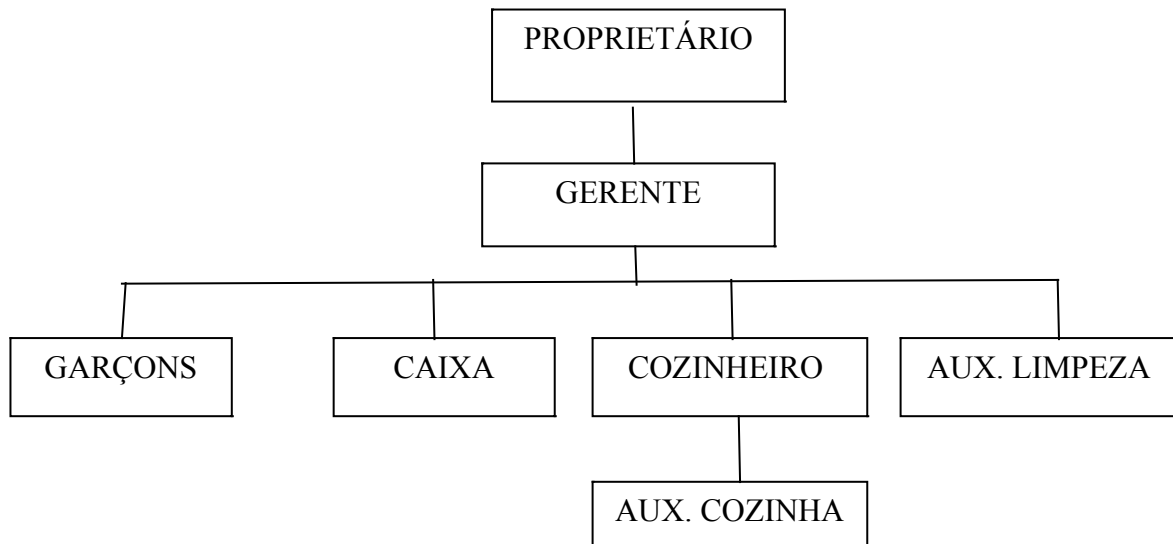 PROPRIETÁRIO
GERENTE
GARÇONS
CAIXA
COZINHEIRO
AUX. LIMPEZA
AUX. COZINHA